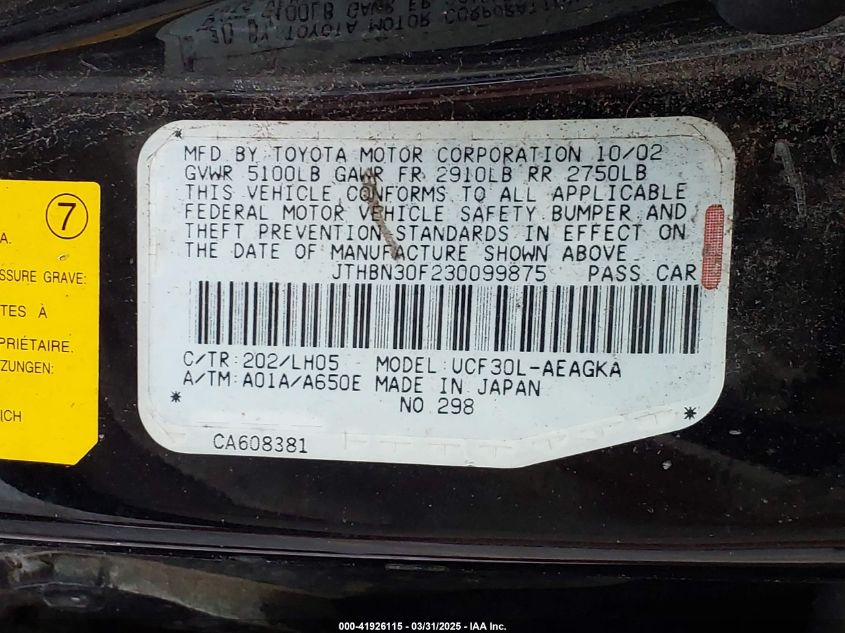 MFD BY TOYOTA MOTOR CORPORATION 10/02
GVWR 5100LB GAWR FR 2910LB RR 2750LB
THIS VEHICLE CONFORMS TO ALL APPLICABLE
FEDERAL MOTOR VEHICLE SAFETY BUMPER AND
THEFT PREVENTION STANDARDS IN EFFECT ON
THE DATE OF MANUFACTURE SHOWN ABOVE
JTHBN30F230099875 PASS CAR
C/TR:202/LH05 MODEL:UCF30L-AEAGKA
A/TM:A01A/A650E MADE IN JAPAN
NO 298
CA608381
7
A.
SSURE GRAVE:
TES À
PRIÉTAIRE.
TZUNGEN:
ICH
000-41926115 - 03/31/2025 - IAA Inc.